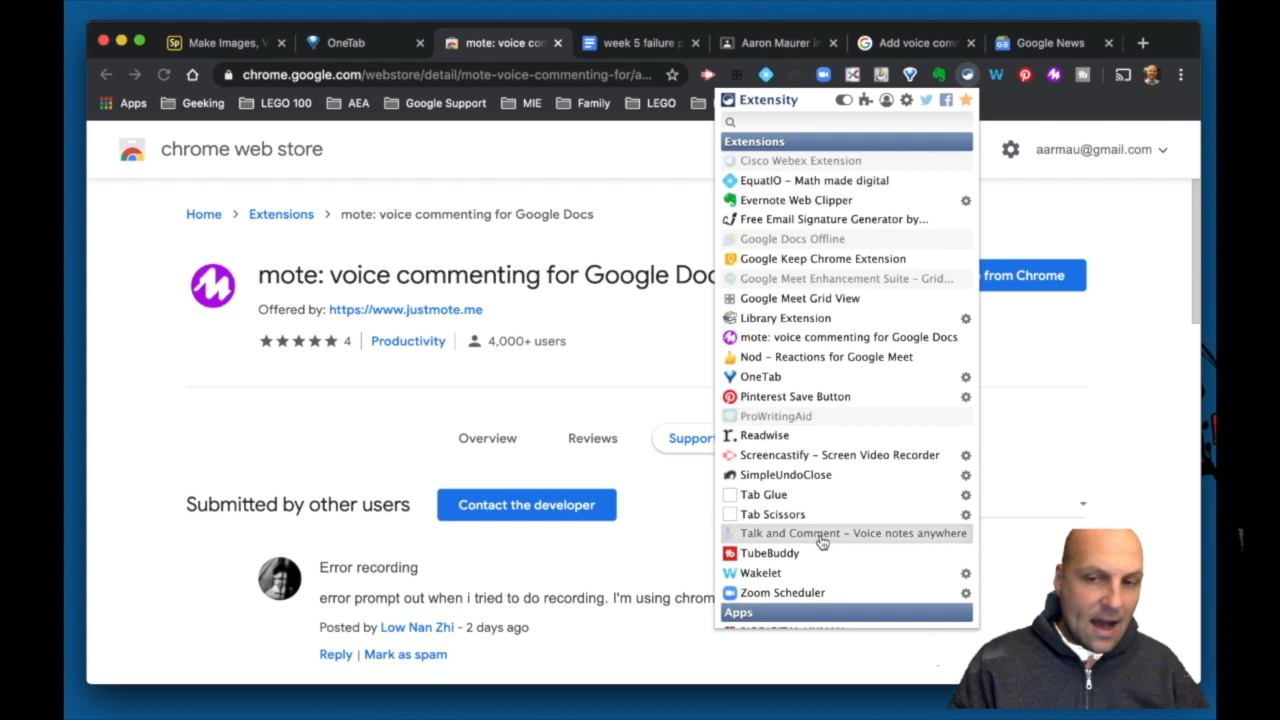 Make Images, V
OneTab
mote: voice con
week 5 failure p
Aaron Maurer in
Add voice com
Google News
chrome.google.com/webstore/detail/mote-voice-commenting-for/a...
Apps
Geeking
LEGO 100
AEA
Google Support
MIE
Family
LEGO
chrome web store
aarmau@gmail.com
Home > Extensions > mote: voice commenting for Google Docs
mote: voice commenting for Google Doc
from Chrome
Offered by: https://www.justmote.me
4
Productivity
4,000+ users
Overview
Reviews
Suppor
Submitted by other users
Contact the developer
Error recording
error prompt out when i tried to do recording. I'm using chrom
Posted by Low Nan Zhi - 2 days ago
Reply | Mark as spam
Extensity
Extensions
Cisco Webex Extension
EquatIO - Math made digital
Evernote Web Clipper
Free Email Signature Generator by...
Google Docs Offline
Google Keep Chrome Extension
Google Meet Enhancement Suite - Grid...
Google Meet Grid View
Library Extension
mote: voice commenting for Google Docs
Nod - Reactions for Google Meet
OneTab
Pinterest Save Button
ProWritingAid
Readwise
Screencastify - Screen Video Recorder
SimpleUndoClose
Tab Glue
Tab Scissors
Talk and Comment - Voice notes anywhere
TubeBuddy
Wakelet
Zoom Scheduler
Apps